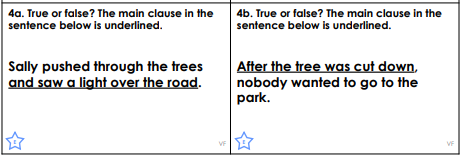 4a. True or false? The main clause in the
sentence below is underlined.
Sally pushed through the trees
and saw a light over the road.
E
VF
4b. True or false? The main clause in the
sentence below is underlined.
After the tree was cut down,
nobody wanted to go to the
park.
E
VF